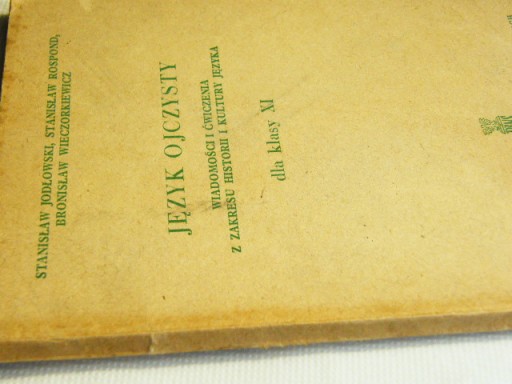 STANISŁAW JODŁOWSKI, STANISŁAW ROSPOND,
BRONISŁAW WIECZORKIEWICZ
JĘZYK OJCZYSTY
WIADOMOŚCI I ĆWICZENIA
Z ZAKRESU HISTORII I KULTURY JĘZYKA
dla klasy XI